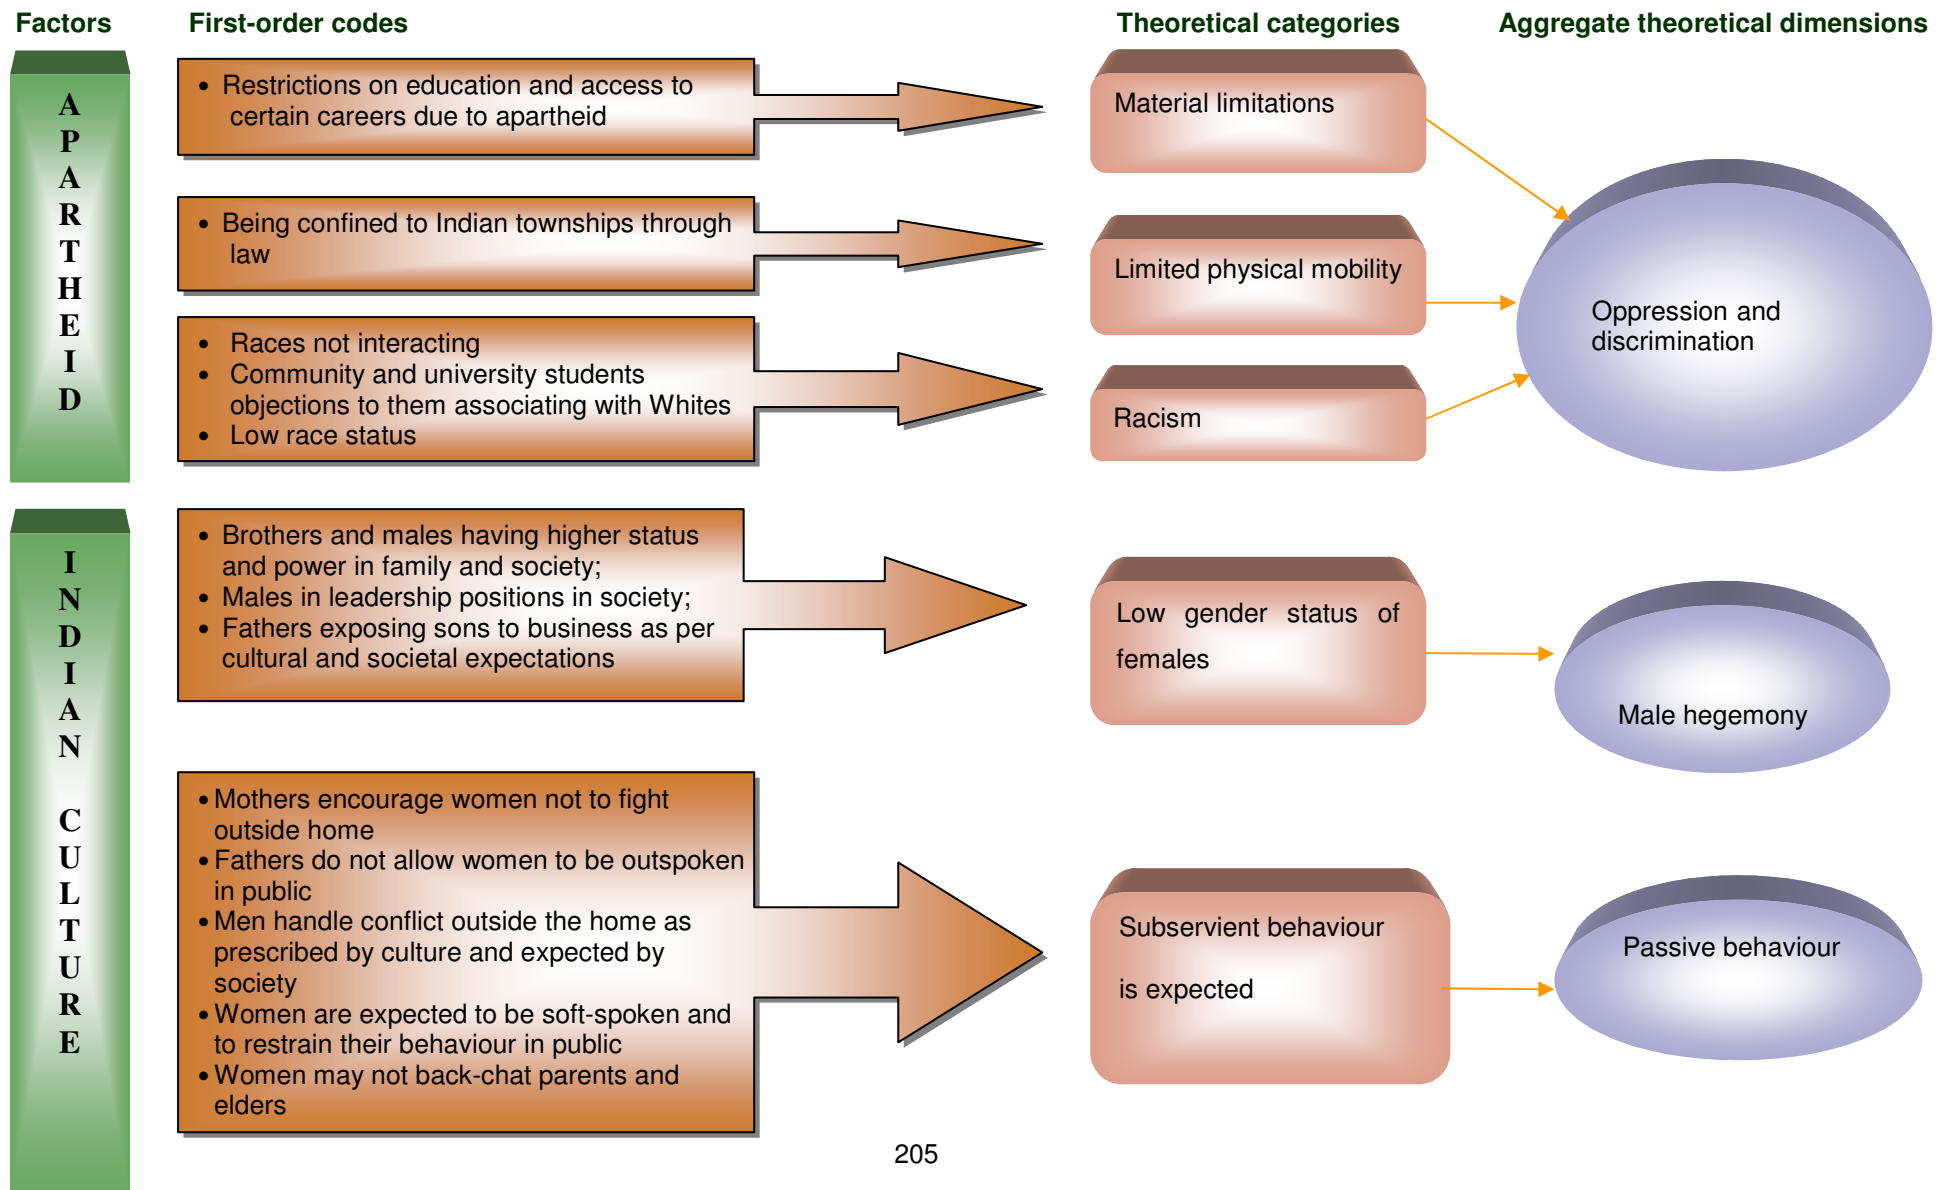 Factors
First-order codes
Theoretical categories
Aggregate theoretical dimensions
APARTHEID
• Restrictions on education and access to
certain careers due to apartheid
Material limitations
• Being confined to Indian townships through
law
Limited physical mobility
• Races not interacting
• Community and university students
objections to them associating with Whites
• Low race status
Racism
Oppression and
discrimination
INDIAN CULTURE
• Brothers and males having higher status
and power in family and society;
• Males in leadership positions in society;
• Fathers exposing sons to business as per
cultural and societal expectations
Low gender status of
females
Male hegemony
• Mothers encourage women not to fight
outside home
• Fathers do not allow women to be outspoken
in public
• Men handle conflict outside the home as
prescribed by culture and expected by
society
• Women are expected to be soft-spoken and
to restrain their behaviour in public
• Women may not back-chat parents and
elders
Subservient behaviour
is expected
Passive behaviour
205